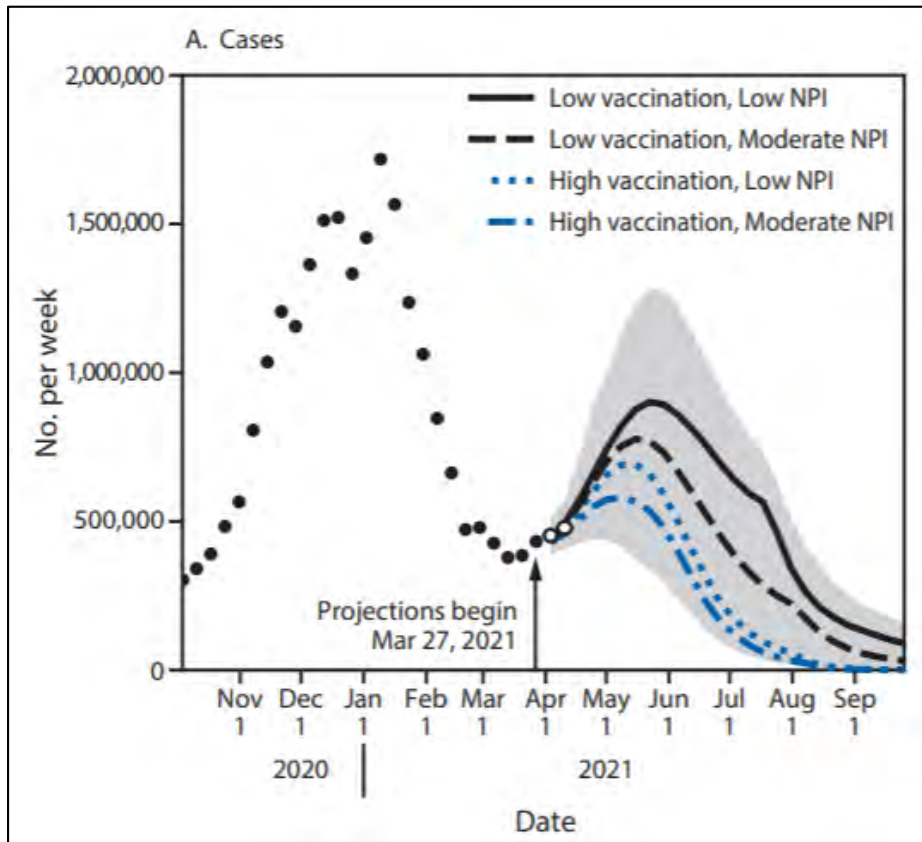 A. Cases
2,000,000
1,500,000
1,000,000
500,000
0
No. per week
Low vaccination, Low NPI
Low vaccination, Moderate NPI
High vaccination, Low NPI
High vaccination, Moderate NPI
Projections begin
Mar 27, 2021
Nov Dec Jan Feb Mar Apr May Jun Jul Aug Sep
1 1 1 1 1 1 1 1 1 1 1
2020 2021
Date